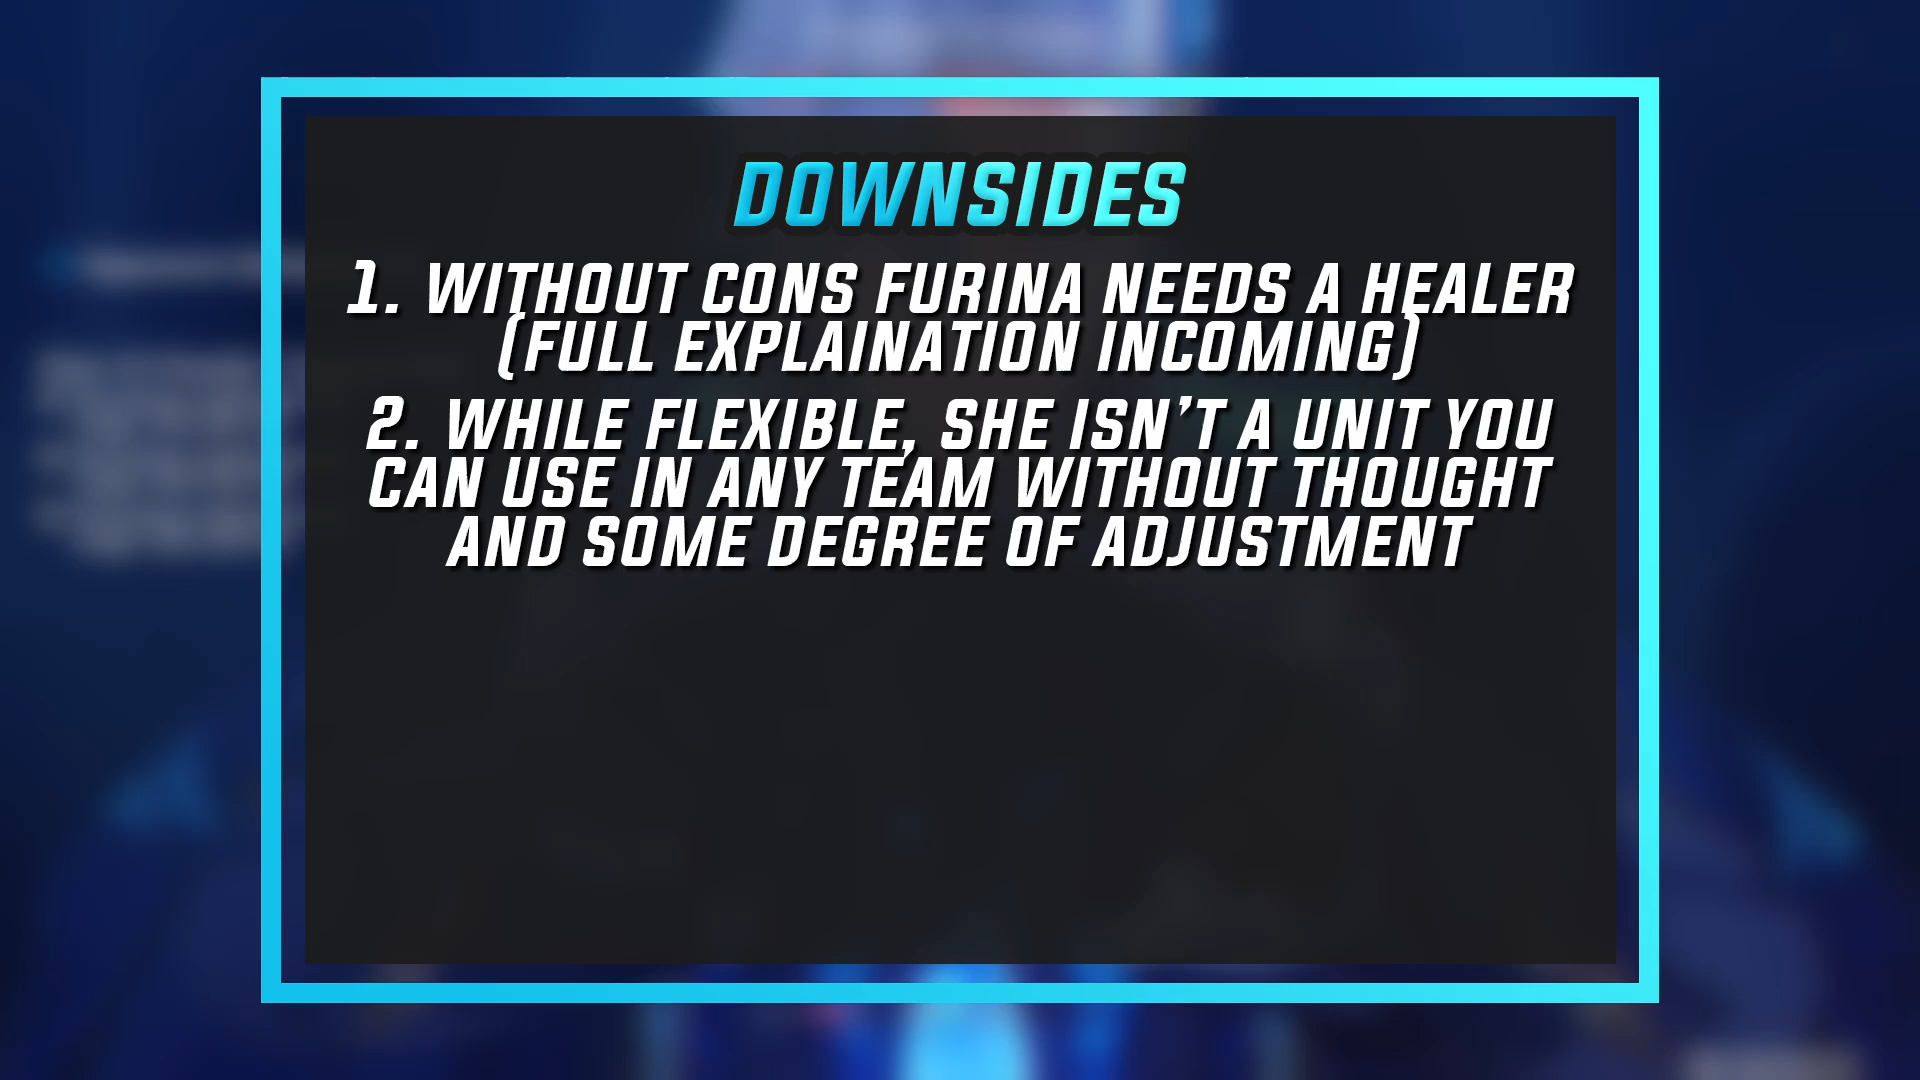 DOWNSIDES
1. WITHOUT CONS FURINA NEEDS A HEALER
(FULL EXPLAINATION INCOMING)
2. WHILE FLEXIBLE, SHE ISN'T A UNIT YOU
CAN USE IN ANY TEAM WITHOUT THOUGHT
AND SOME DEGREE OF ADJUSTMENT